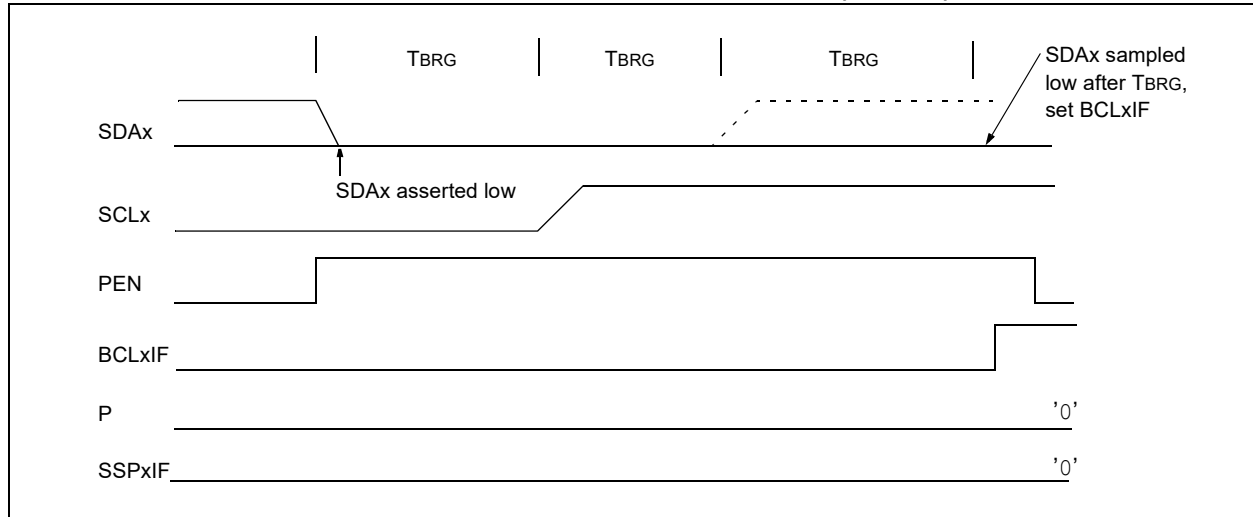 TBRG TBRG TBRG
SDAx sampled
low after TBRG,
set BCLxIF
SDAx
SDAx asserted low
SCLx
PEN
BCLxIF
P '0'
SSPxIF '0'